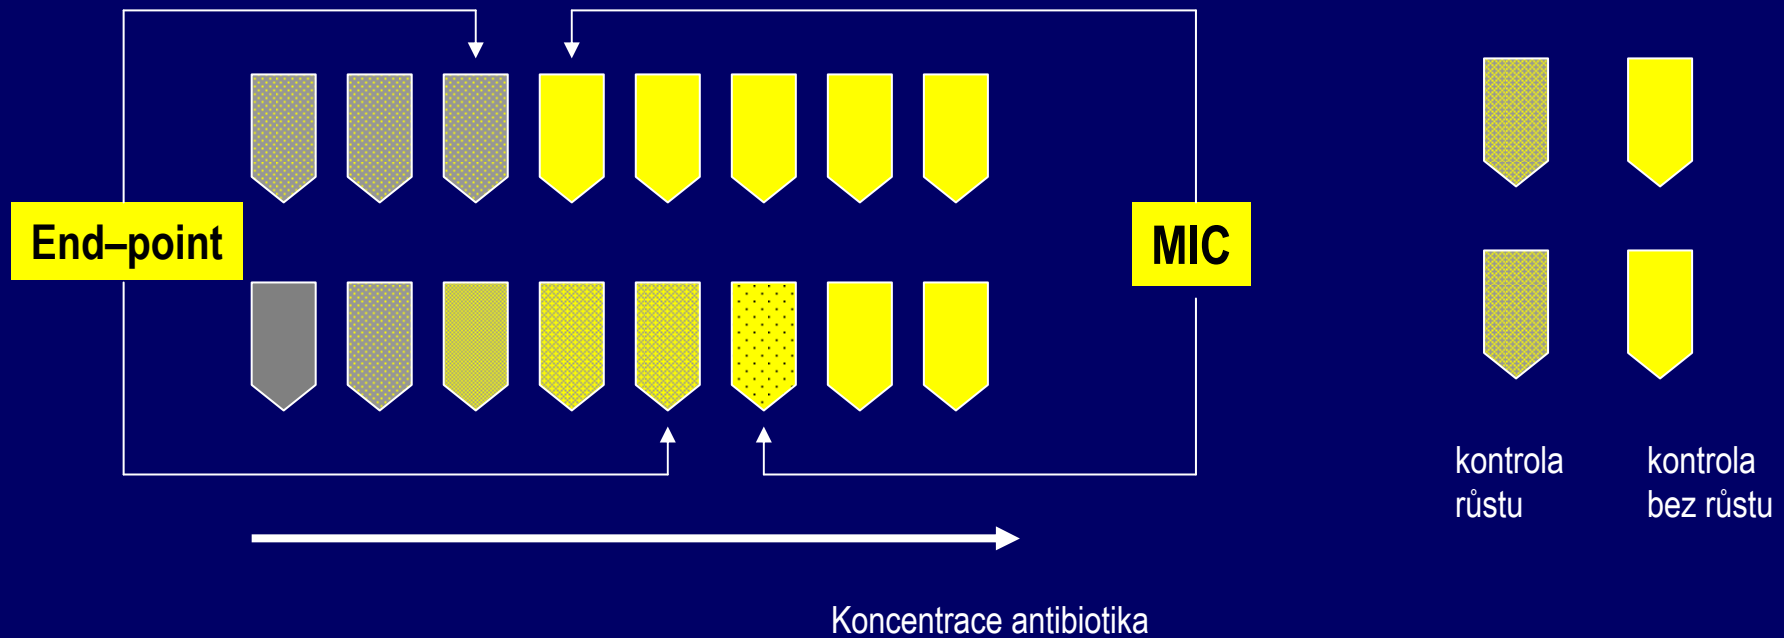 End–point
MIC
kontrola
růstu
kontrola
bez růstu
Koncentrace antibiotika